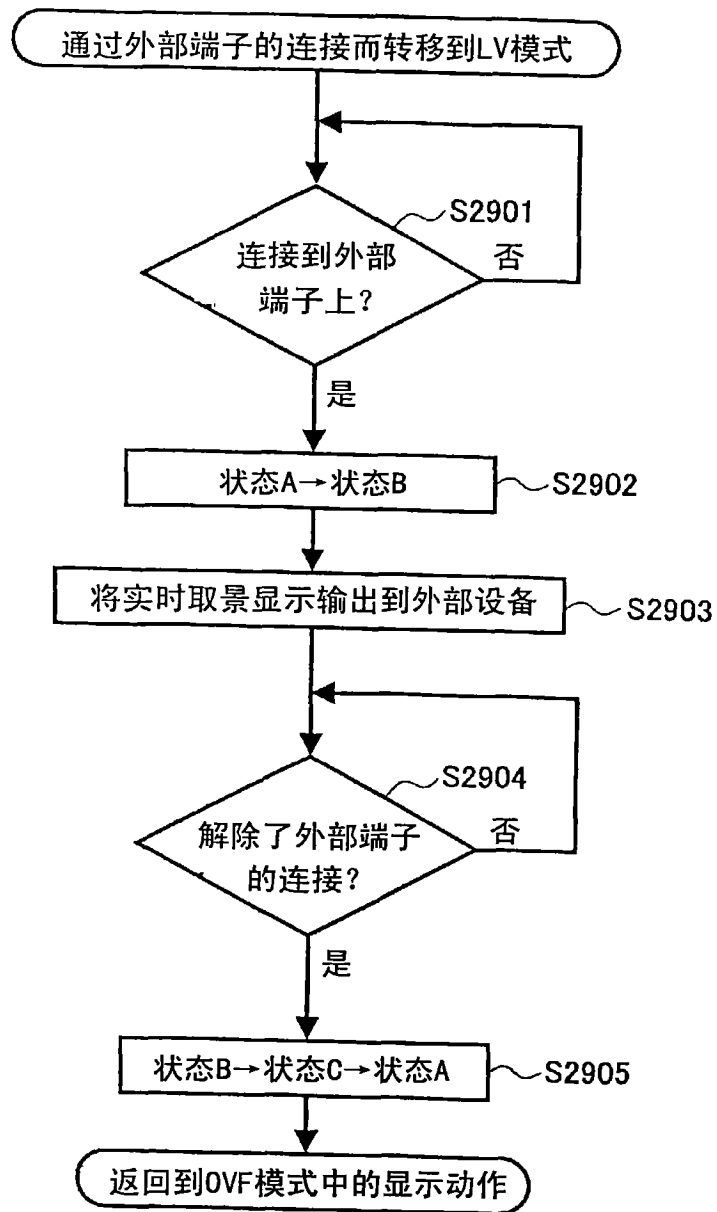 通过外部端子的连接而转移到LV模式
S2901
连接到外部
端子上?
否
是
状态A→状态B
S2902
将实时取景显示输出到外部设备
S2903
S2904
解除了外部端子
的连接?
否
是
状态B→状态C→状态A
S2905
返回到OVF模式中的显示动作